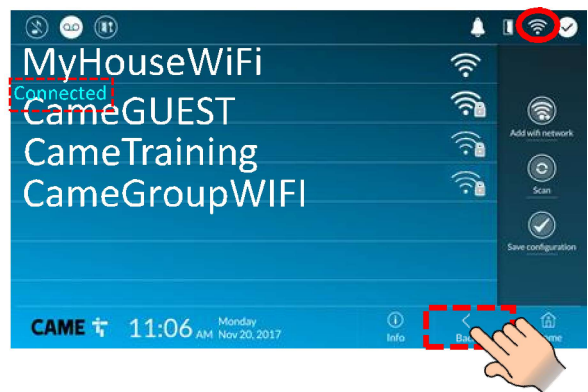 MyHouseWiFi
Connected
CameGUEST
CameTraining
CameGroupWIFI
Add wifi network
Scan
Save configuration
CAME
11:06 AM
Monday
Nov 20, 2017
Info